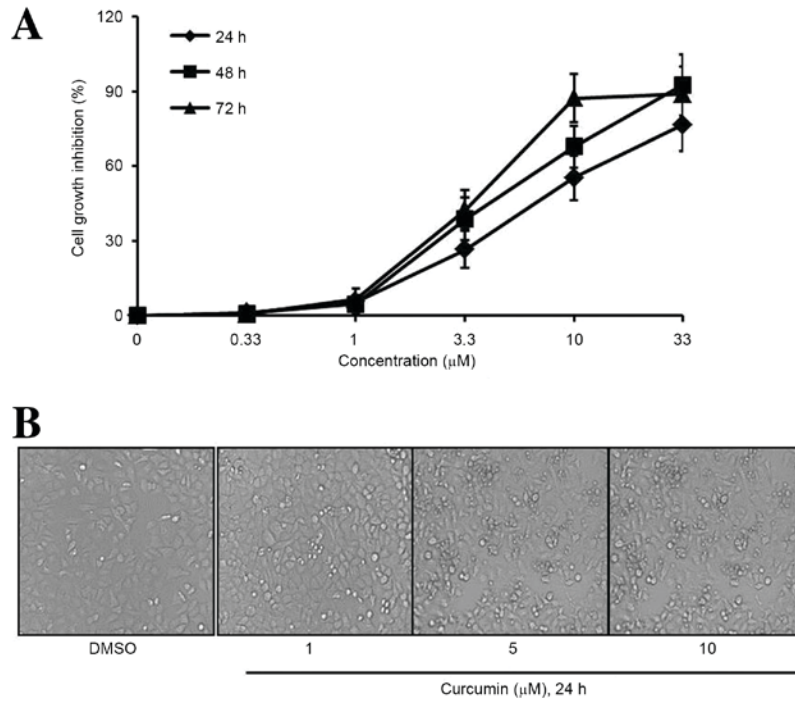 A
120
90
60
30
0
Cell growth inhibition (%)
24 h
48 h
72 h
0 0.33 1 3.3 10 33
Concentration (µM)
B
DMSO 1 5 10
Curcumin (µM), 24 h